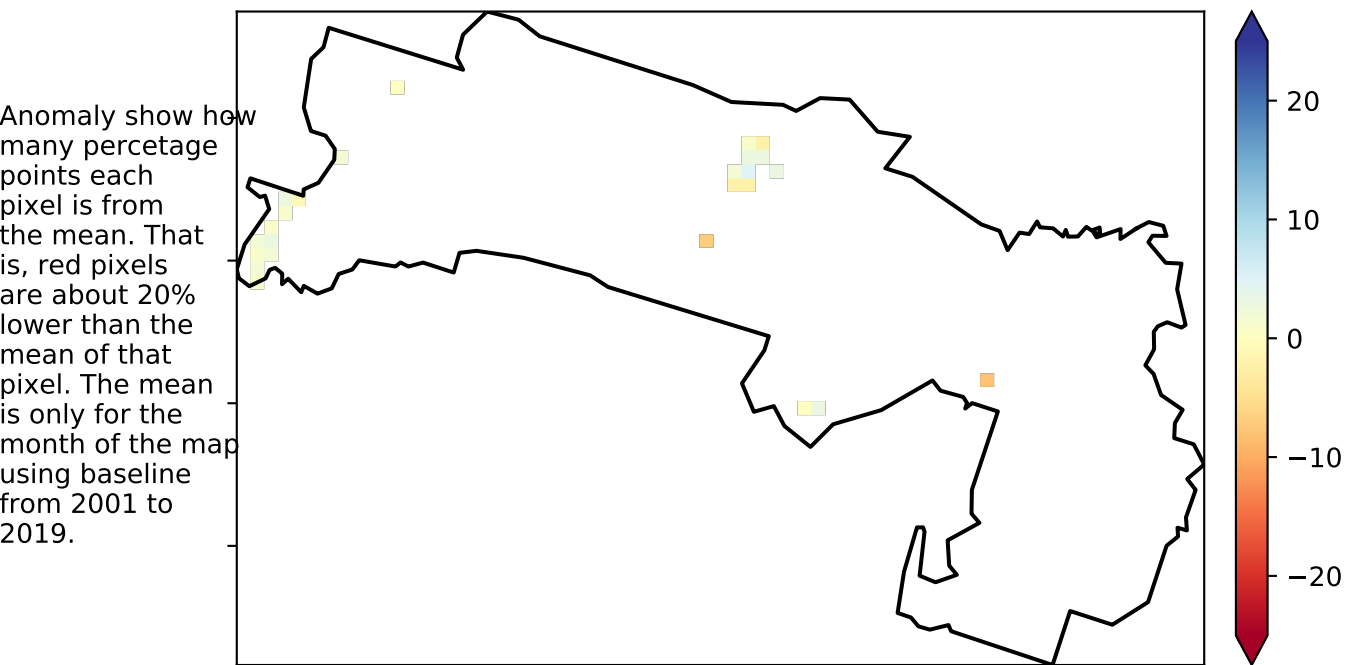 Anomaly show how
many percetage
points each
pixel is from
the mean. That
is, red pixels
are about 20%
lower than the
mean of that
pixel. The mean
is only for the
month of the map
using baseline
from 2001 to
2019.
20
10
0
−10
−20